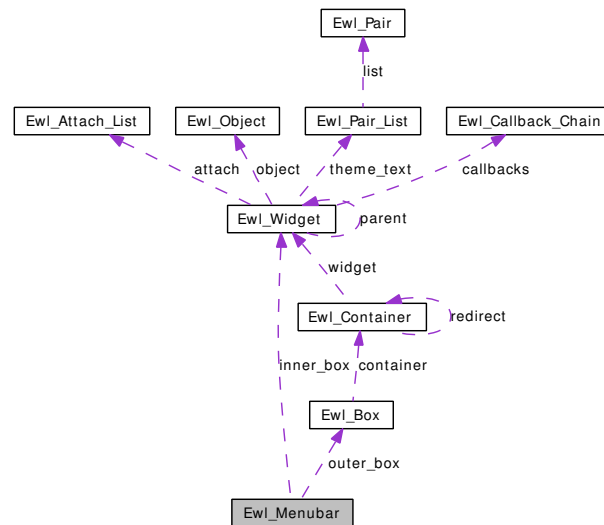 Ewl_Pair
list
Ewl_Attach_List
Ewl_Object
Ewl_Pair_List
Ewl_Callback_Chain
attach
object
theme_text
callbacks
Ewl_Widget
parent
widget
Ewl_Container
redirect
inner_box
container
Ewl_Box
outer_box
Ewl_Menubar